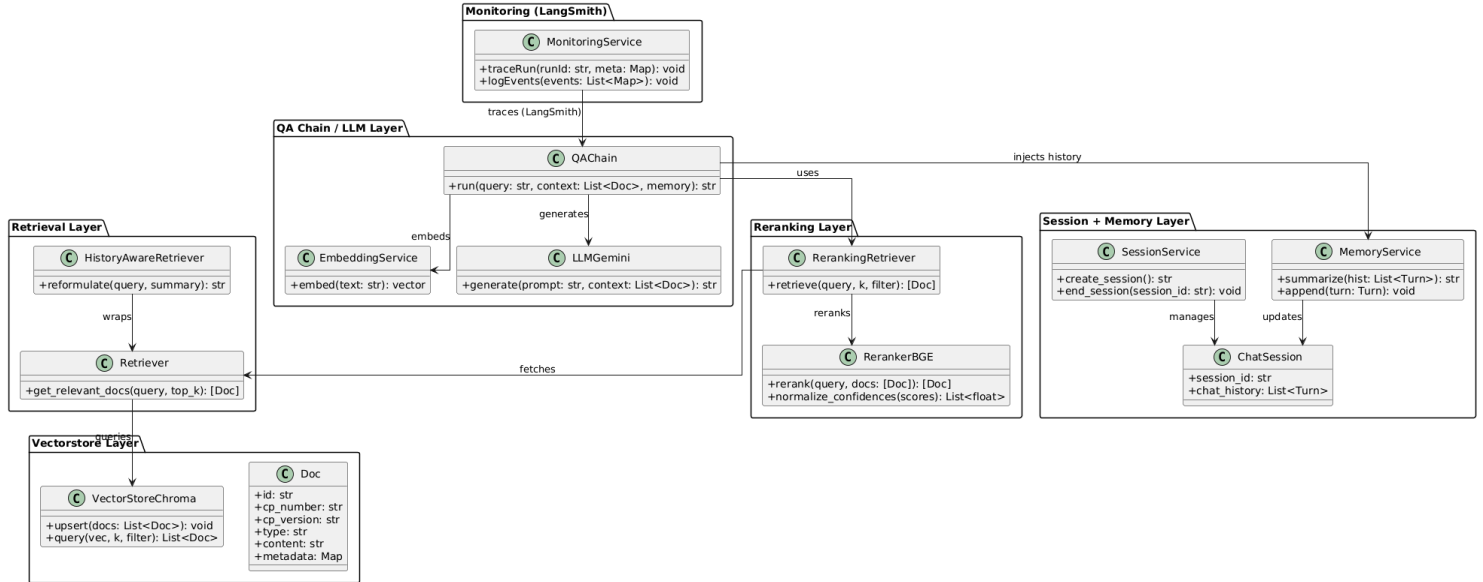 Monitoring (LangSmith)
C MonitoringService
+traceRun(runId: str, meta: Map): void
+logEvents(events: List<Map>): void
traces (LangSmith)
QA Chain / LLM Layer
C QAChain
+run(query: str, context: List<Doc>, memory): str
injects history
uses
generates
embeds
C EmbeddingService
+embed(text: str): vector
C LLMGemini
+generate(prompt: str, context: List<Doc>): str
Retrieval Layer
C HistoryAwareRetriever
+reformulate(query, summary): str
wraps
C Retriever
+get_relevant_docs(query, top_k): [Doc]
fetches
queries
Reranking Layer
C RerankingRetriever
+retrieve(query, k, filter): [Doc]
reranks
C RerankerBGE
+rerank(query, docs: [Doc]): [Doc]
+normalize_confidences(scores): List<float>
Session + Memory Layer
C SessionService
+create_session(): str
+end_session(session_id: str): void
C MemoryService
+summarize(hist: List<Turn>): str
+append(turn: Turn): void
manages
updates
C ChatSession
+session_id: str
+chat_history: List<Turn>
Vectorstore Layer
C VectorStoreChroma
+upsert(docs: List<Doc>): void
+query(vec, k, filter): List<Doc>
C Doc
+id: str
+cp_number: str
+cp_version: str
+type: str
+content: str
+metadata: Map